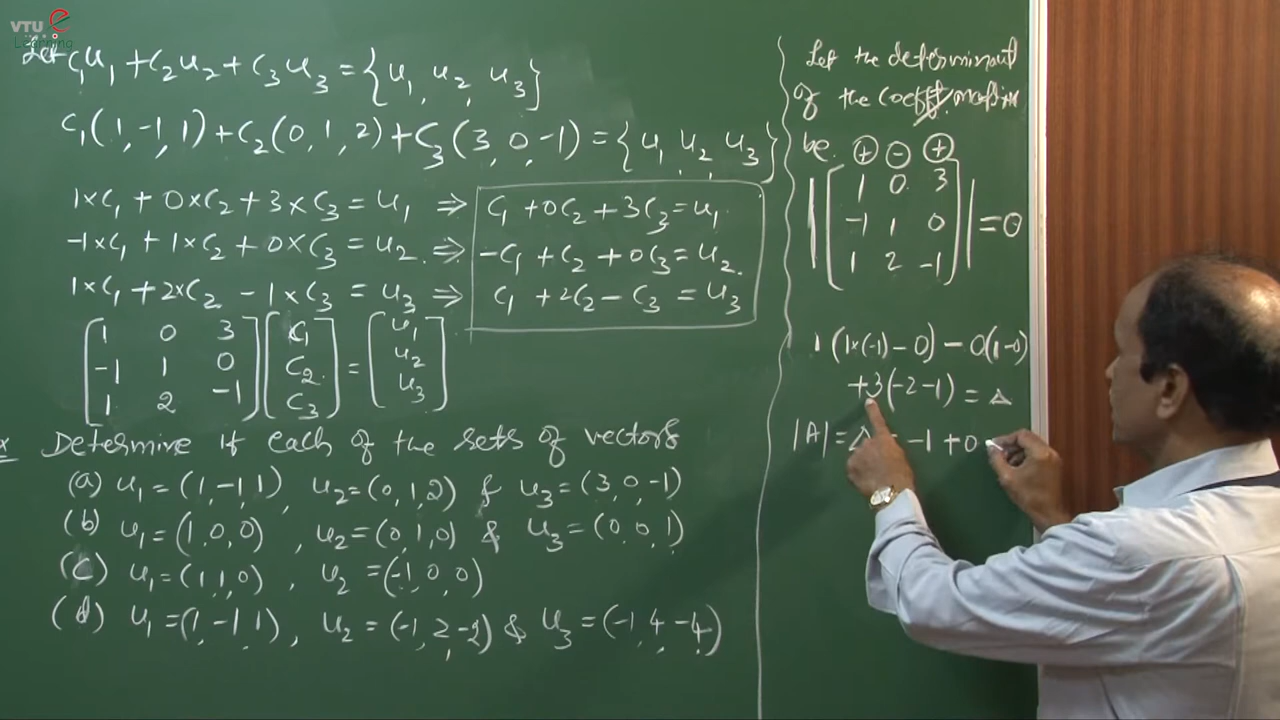 VTU e
Learning
Let c₁u₁ + c₂u₂ + c₃u₃ = {u₁, u₂, u₃}
c₁(1, -1, 1) + c₂(0, 1, 2) + c₃(3, 0, -1) = {u₁, u₂, u₃}
1×c₁ + 0×c₂ + 3×c₃ = u₁ ⇒ c₁ + 0c₂ + 3c₃ = u₁
-1×c₁ + 1×c₂ + 0×c₃ = u₂ ⇒ -c₁ + c₂ + 0c₃ = u₂
1×c₁ + 2×c₂ - 1×c₃ = u₃ ⇒ c₁ + 2c₂ - c₃ = u₃
[1 0 3] [c₁] = [u₁]
[-1 1 0] [c₂] = [u₂]
[1 2 -1] [c₃] = [u₃]
Determine if each of the sets of vectors
(a) u₁ = (1, -1, 1), u₂ = (0, 1, 2) & u₃ = (3, 0, -1)
(b) u₁ = (1, 0, 0), u₂ = (0, 1, 0) & u₃ = (0, 0, 1)
(c) u₁ = (1, 1, 0), u₂ = (-1, 0, 0)
(d) u₁ = (1, -1, 1), u₂ = (-1, 2, -2) & u₃ = (-1, 4, -4)
Let the determinant
of the coeff. matrix
be ⊕ ⊖ ⊕
1 0 3
-1 1 0 = 0
1 2 -1
1(1×(-1) - 0) - 0(1-0)
+3(-2-1) = Δ
|A| = Δ = -1 + 0